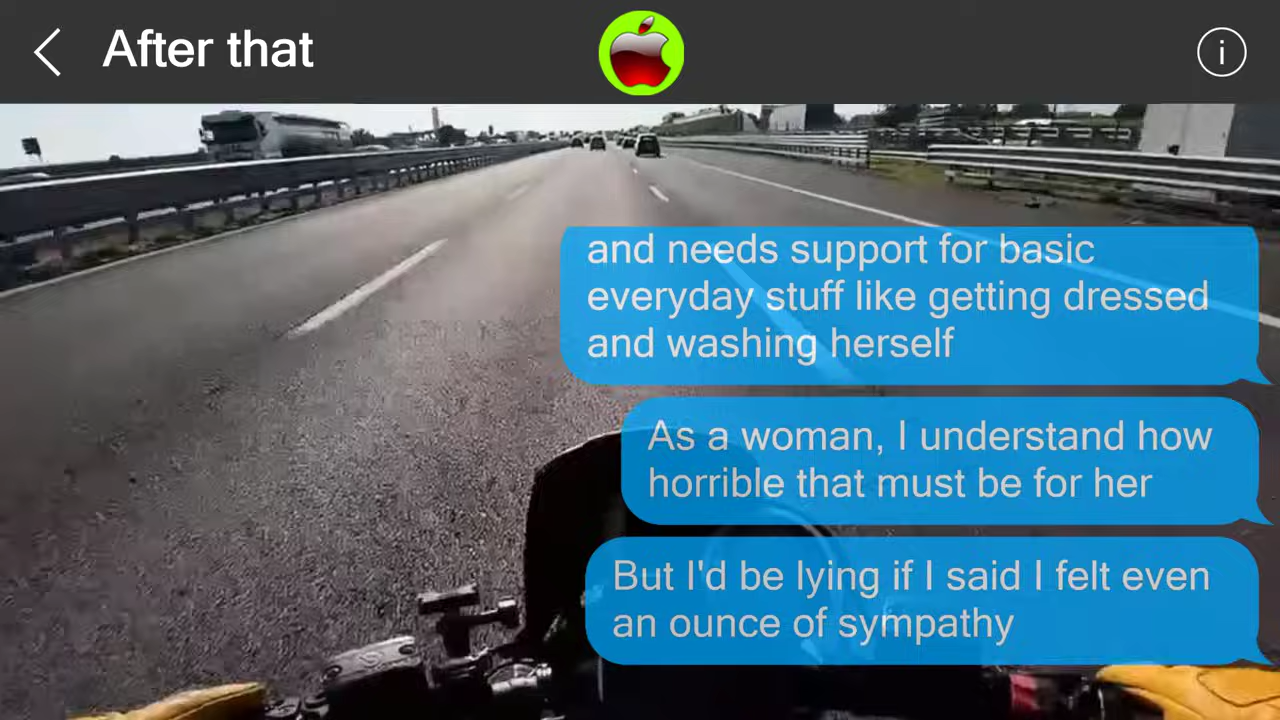 After that
and needs support for basic
everyday stuff like getting dressed
and washing herself
As a woman, I understand how
horrible that must be for her
But I'd be lying if I said I felt even
an ounce of sympathy